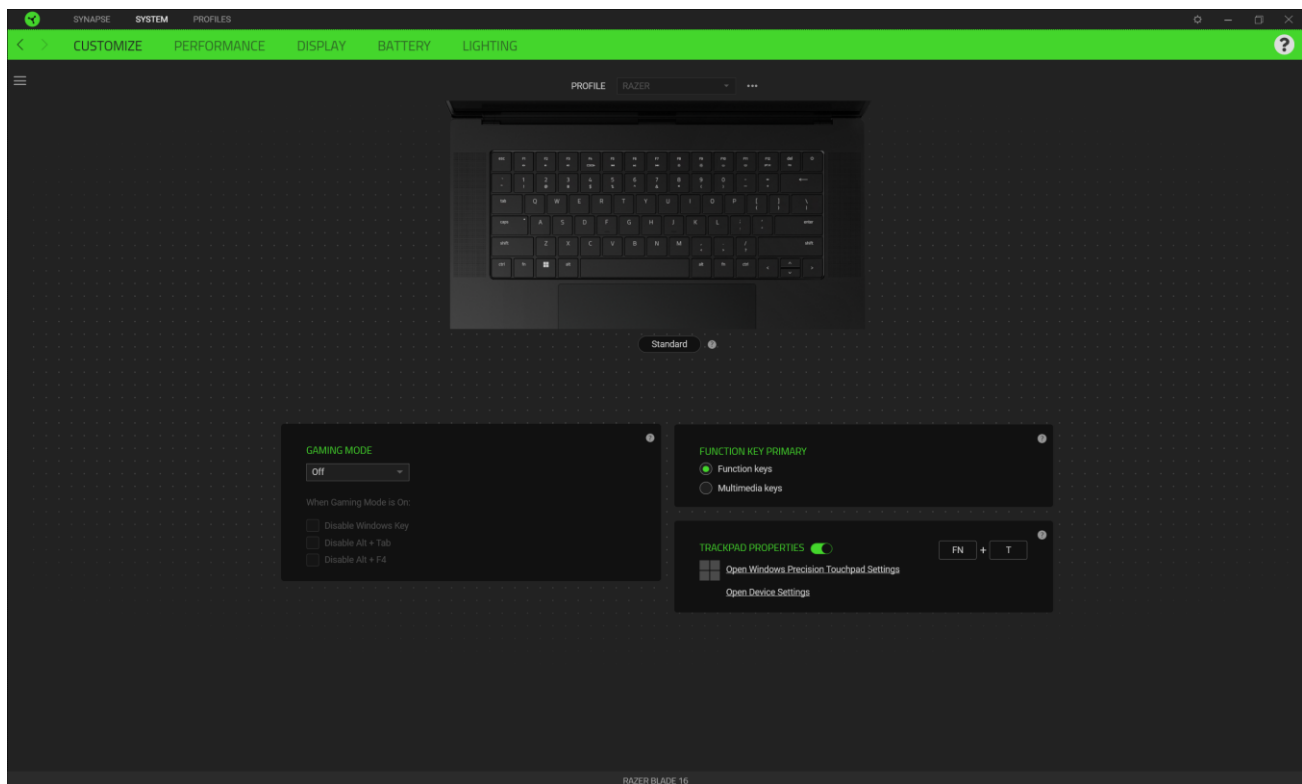 SYNAPSE SYSTEM PROFILES
CUSTOMIZE PERFORMANCE DISPLAY BATTERY LIGHTING ?
PROFILE RAZER
Q W E R T Y U I O P
A S D F G H J K L
Z X C V B N M
Standard ?
GAMING MODE ?
Off
When Gaming Mode is On:
Disable Windows Key
Disable Alt + Tab
Disable Alt + F4
FUNCTION KEY PRIMARY ?
Function keys
Multimedia keys
TRACKPAD PROPERTIES FN + T ?
Open Windows Precision Touchpad Settings
Open Device Settings
RAZER BLADE 16